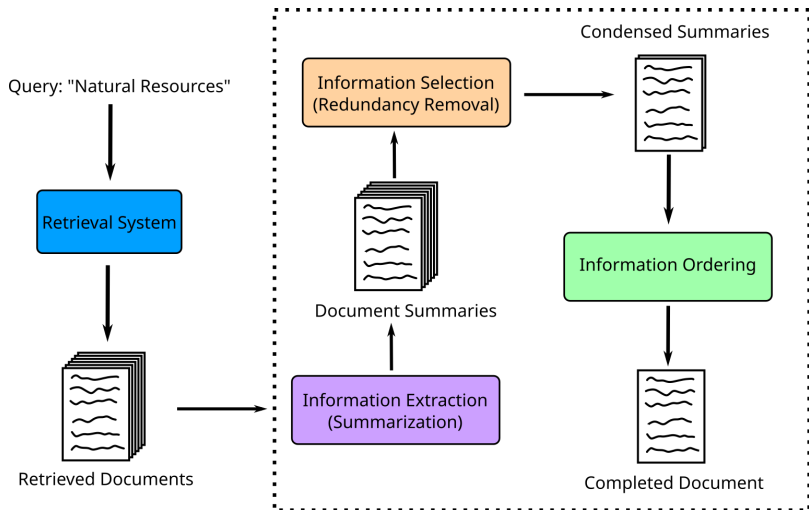 Query: "Natural Resources"
Retrieval System
Retrieved Documents
Information Extraction
(Summarization)
Document Summaries
Information Selection
(Redundancy Removal)
Condensed Summaries
Information Ordering
Completed Document